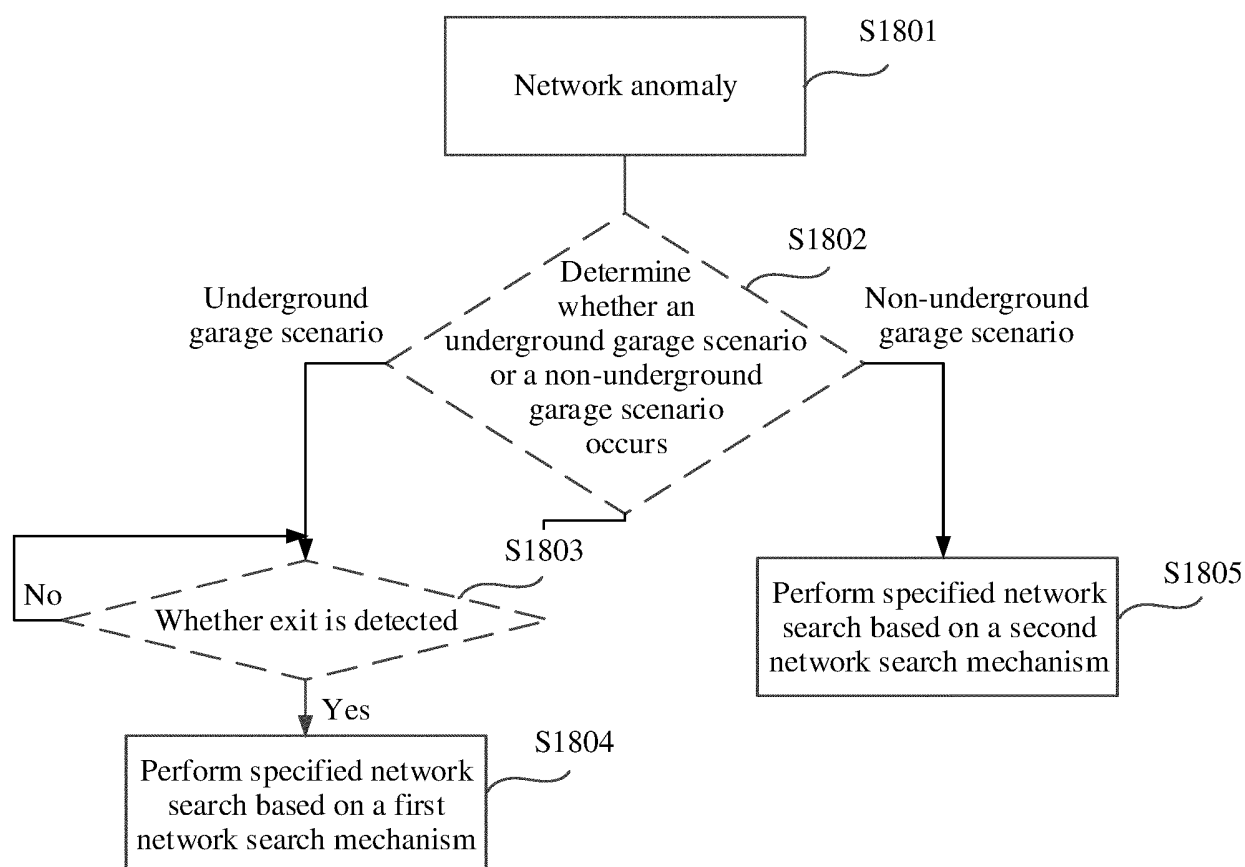 S1801
Network anomaly
S1802
Determine
whether an
underground garage scenario
or a non-underground
garage scenario
occurs
Underground
garage scenario
Non-underground
garage scenario
S1803
No
Whether exit is detected
S1805
Perform specified network
search based on a second
network search mechanism
Yes
S1804
Perform specified network
search based on a first
network search mechanism